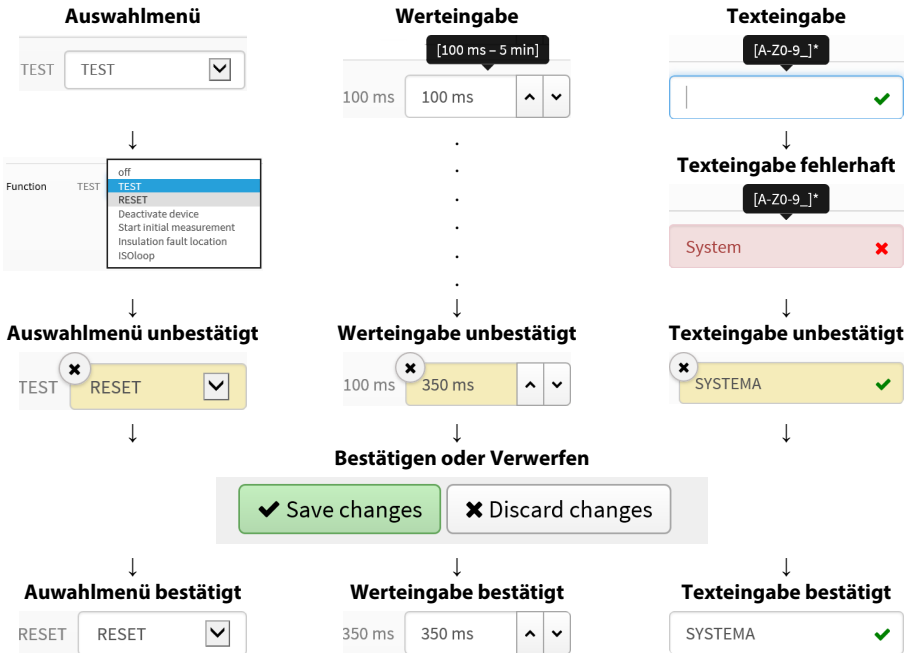 Auswahlmenü
Werteingabe
Texteingabe
[100 ms – 5 min]
[A-Z0-9_]*
TEST TEST
100 ms 100 ms
↓
↓
Texteingabe fehlerhaft
[A-Z0-9_]*
Function TEST
off
TEST
RESET
Deactivate device
Start initial measurement
Insulation fault location
ISOloop
System
↓ ↓ ↓
Auswahlmenü unbestätigt
Werteingabe unbestätigt
Texteingabe unbestätigt
TEST RESET
100 ms 350 ms
SYSTEMA
↓ ↓ ↓
Bestätigen oder Verwerfen
Save changes
Discard changes
↓ ↓ ↓
Auwahlmenü bestätigt
Werteingabe bestätigt
Texteingabe bestätigt
RESET RESET
350 ms 350 ms
SYSTEMA